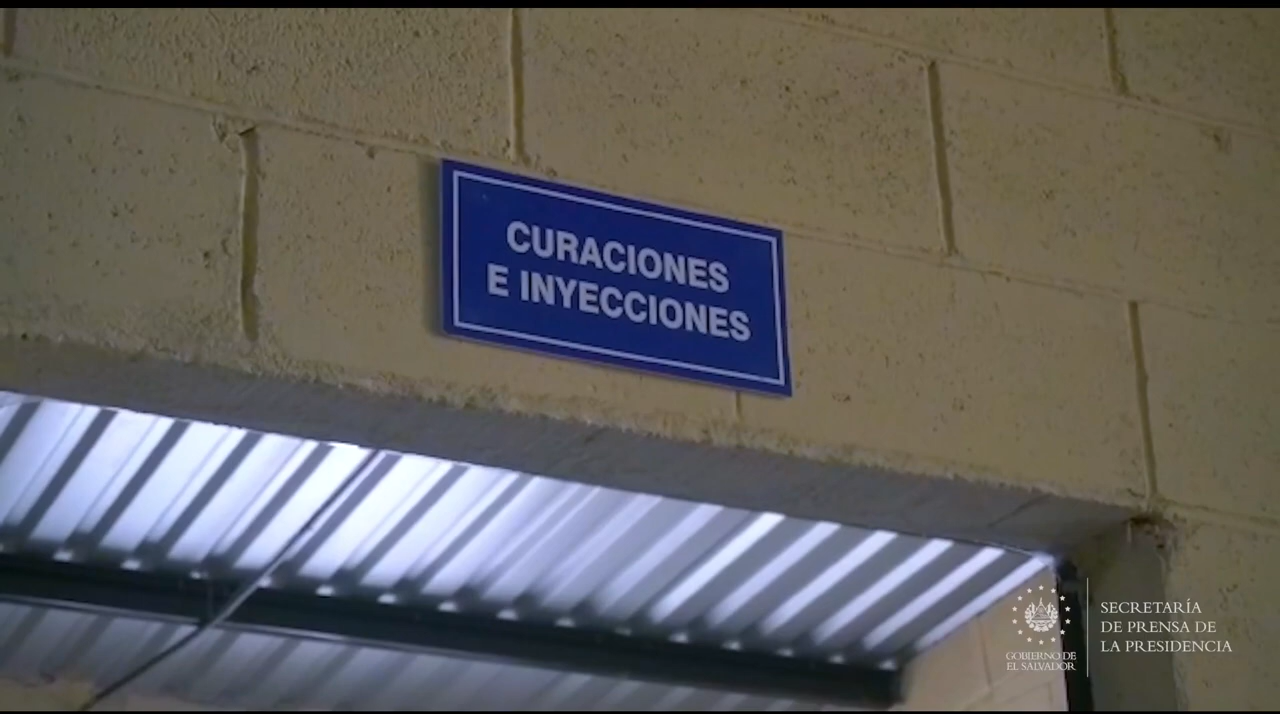 CURACIONES
E INYECCIONES
GOBIERNO DE
EL SALVADOR
SECRETARÍA
DE PRENSA DE
LA PRESIDENCIA